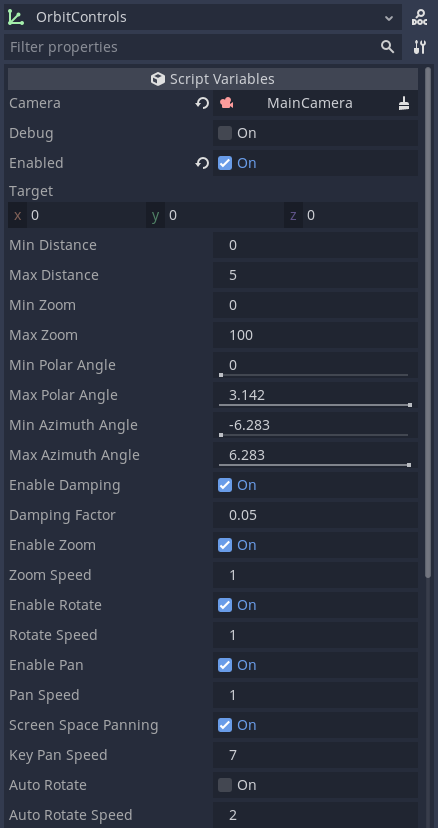 OrbitControls
DOC
Filter properties
Script Variables
Camera MainCamera
Debug On
Enabled On
Target
x 0 y 0 z 0
Min Distance 0
Max Distance 5
Min Zoom 0
Max Zoom 100
Min Polar Angle 0
Max Polar Angle 3.142
Min Azimuth Angle -6.283
Max Azimuth Angle 6.283
Enable Damping On
Damping Factor 0.05
Enable Zoom On
Zoom Speed 1
Enable Rotate On
Rotate Speed 1
Enable Pan On
Pan Speed 1
Screen Space Panning On
Key Pan Speed 7
Auto Rotate On
Auto Rotate Speed 2